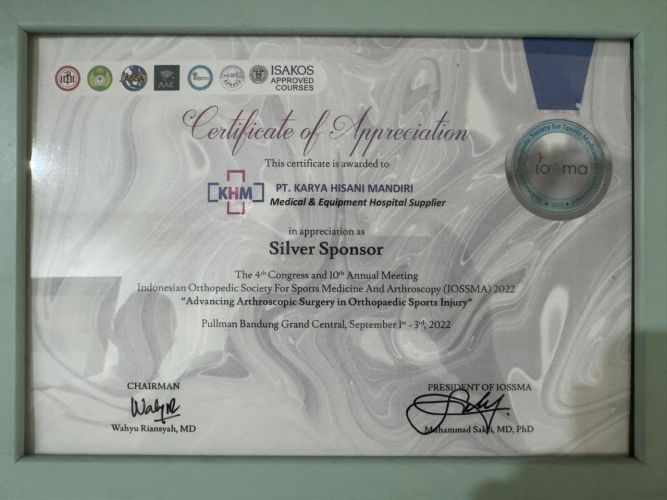 ISAKOS
APPROVED
COURSES
Certificate of Appreciation
This certificate is awarded to
KHM PT. KARYA HISANI MANDIRI
Medical & Equipment Hospital Supplier
in appreciation as
Silver Sponsor
The 4th Congress and 10th Annual Meeting
Indonesian Orthopedic Society For Sports Medicine And Arthroscopy (IOSSMA) 2022
"Advancing Arthroscopic Surgery in Orthopaedic Sports Injury"
Pullman Bandung Grand Central, September 1st - 3rd, 2022
CHAIRMAN
Wahyu Riansyah, MD
PRESIDENT OF IOSSMA
Muhammad Sakti, MD, PhD